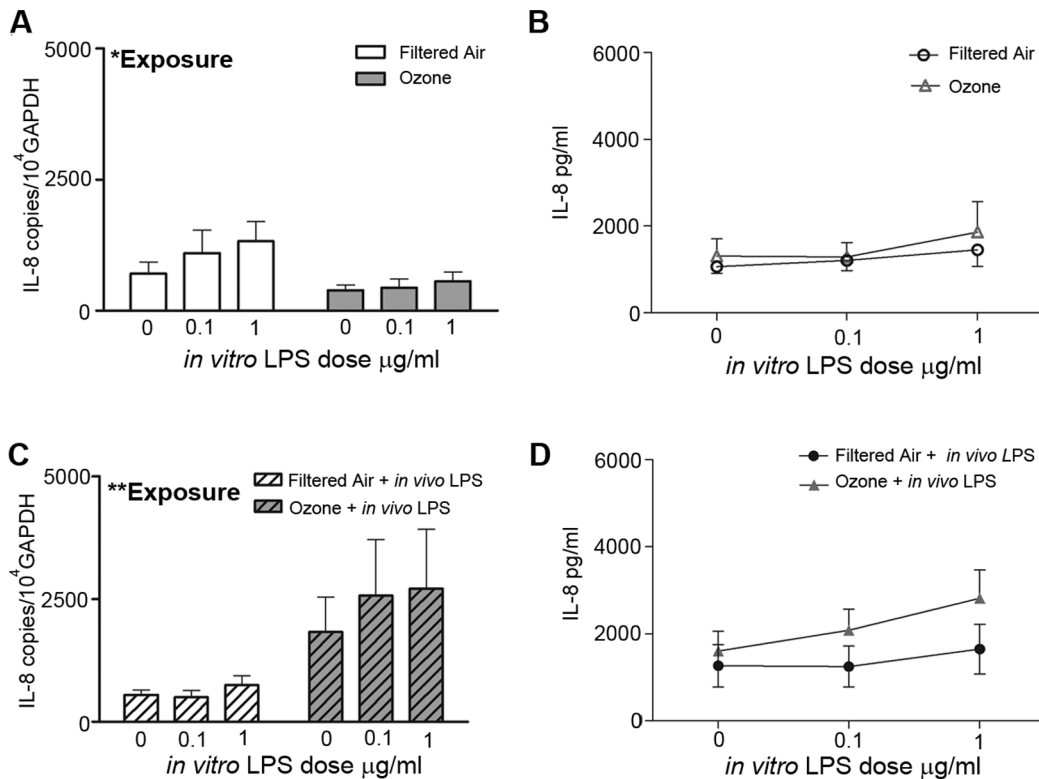 A
*Exposure
Filtered Air
Ozone
IL-8 copies/10⁴GAPDH
5000
2500
0
0 0.1 1 0 0.1 1
in vitro LPS dose μg/ml
B
Filtered Air
Ozone
IL-8 pg/ml
6000
4000
2000
0
0 0.1 1
in vitro LPS dose μg/ml
C
**Exposure
Filtered Air + in vivo LPS
Ozone + in vivo LPS
IL-8 copies/10⁴GAPDH
5000
2500
0
0 0.1 1 0 0.1 1
in vitro LPS dose μg/ml
D
Filtered Air + in vivo LPS
Ozone + in vivo LPS
IL-8 pg/ml
6000
4000
2000
0
0 0.1 1
in vitro LPS dose μg/ml